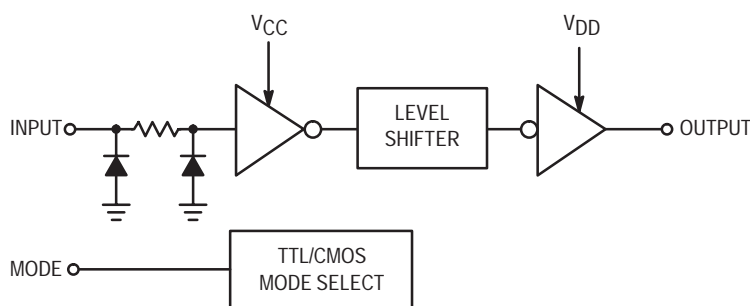 VCC
VDD
INPUT
LEVEL
SHIFTER
OUTPUT
MODE
TTL/CMOS
MODE SELECT